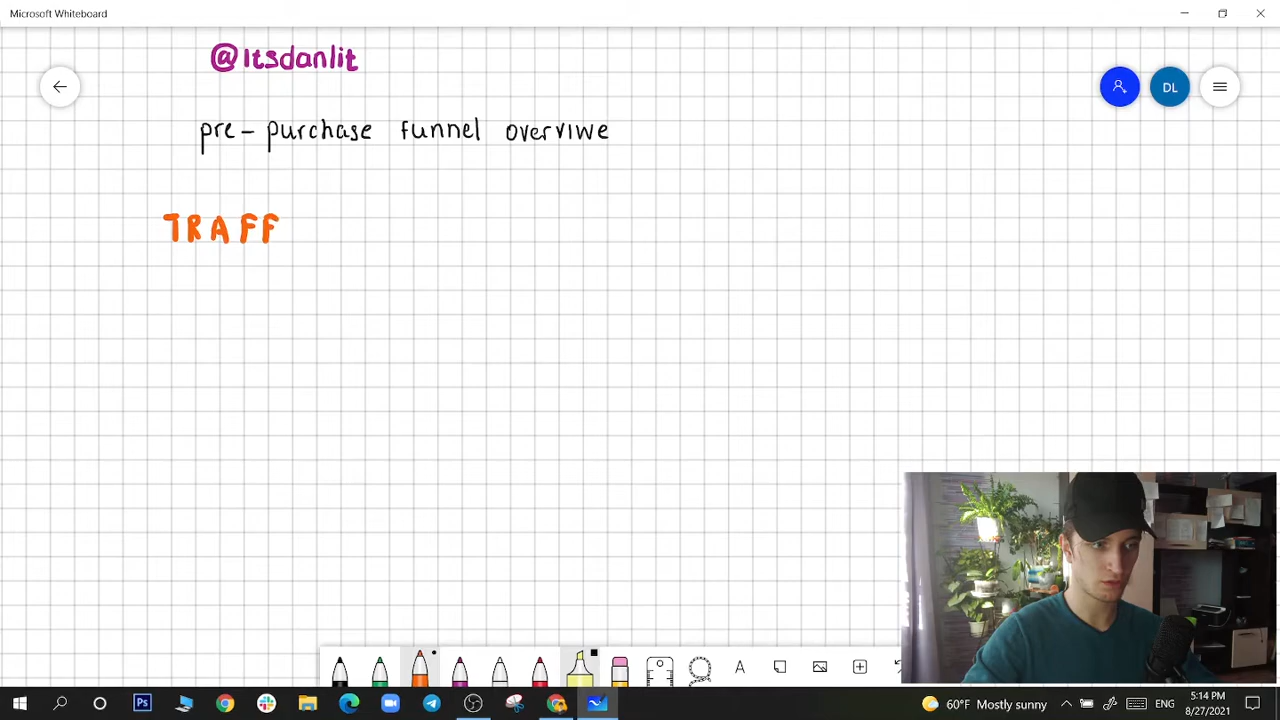 Microsoft Whiteboard
@Itsdanlit
DL
pre-purchase funnel overviwe
TRAFF
A
Ps
60°F Mostly sunny
ENG
5:14 PM
8/27/2021